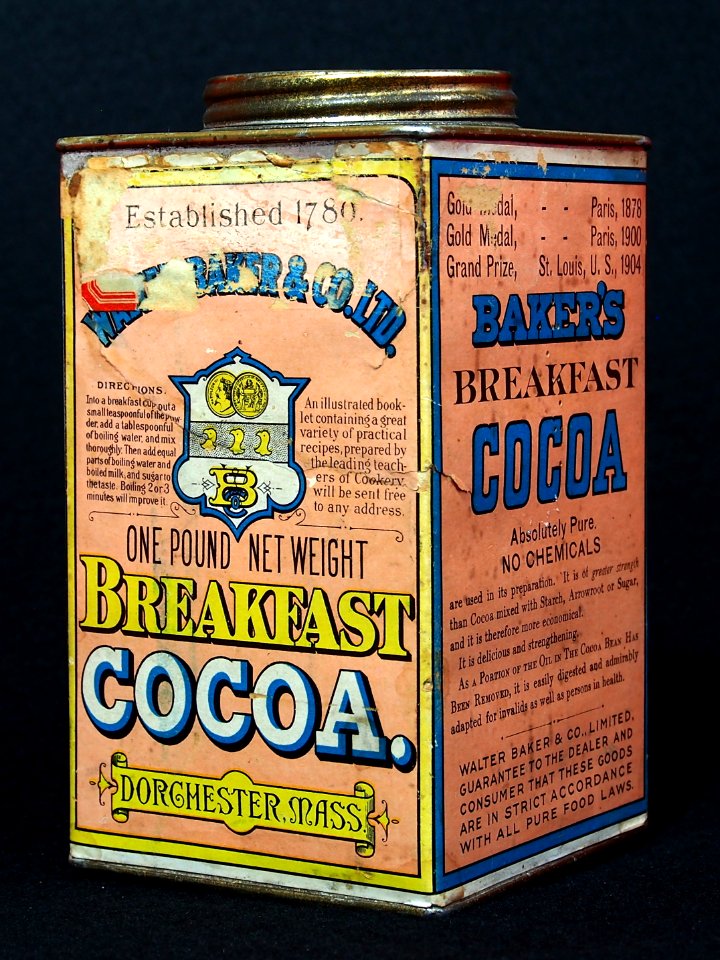 Established 1780.
WALTER BAKER & CO. LTD.
DIRECTIONS.
Into a breakfast cup put a
small teaspoonful of the pow-
der, add a tablespoonful
of boiling water, and mix
thoroughly. Then add equal
parts of boiling water and
boiled milk, and sugar to
the taste. Boiling 2 or 3
minutes will improve it.
An illustrated book-
let containing a great
variety of practical
recipes, prepared by
the leading teach-
ers of Cookery
will be sent free
to any address.
B
ONE POUND NET WEIGHT
BREAKFAST
COCOA.
DORCHESTER, MASS.
Gold Medal, - - Paris, 1878
Gold Medal, - - Paris, 1900
Grand Prize, St. Louis, U. S., 1904
BAKER'S
BREAKFAST
COCOA
Absolutely Pure.
NO CHEMICALS
are used in its preparation. It is of greater strength
than Cocoa mixed with Starch, Arrowroot or Sugar,
and it is therefore more economical.
It is delicious and strengthening.
AS A PORTION OF THE OIL IN THE COCOA BEAN HAS
BEEN REMOVED, it is easily digested and admirably
adapted for invalids as well as persons in health.
WALTER BAKER & CO., LIMITED,
GUARANTEE TO THE DEALER AND
CONSUMER THAT THESE GOODS
ARE IN STRICT ACCORDANCE
WITH ALL PURE FOOD LAWS.